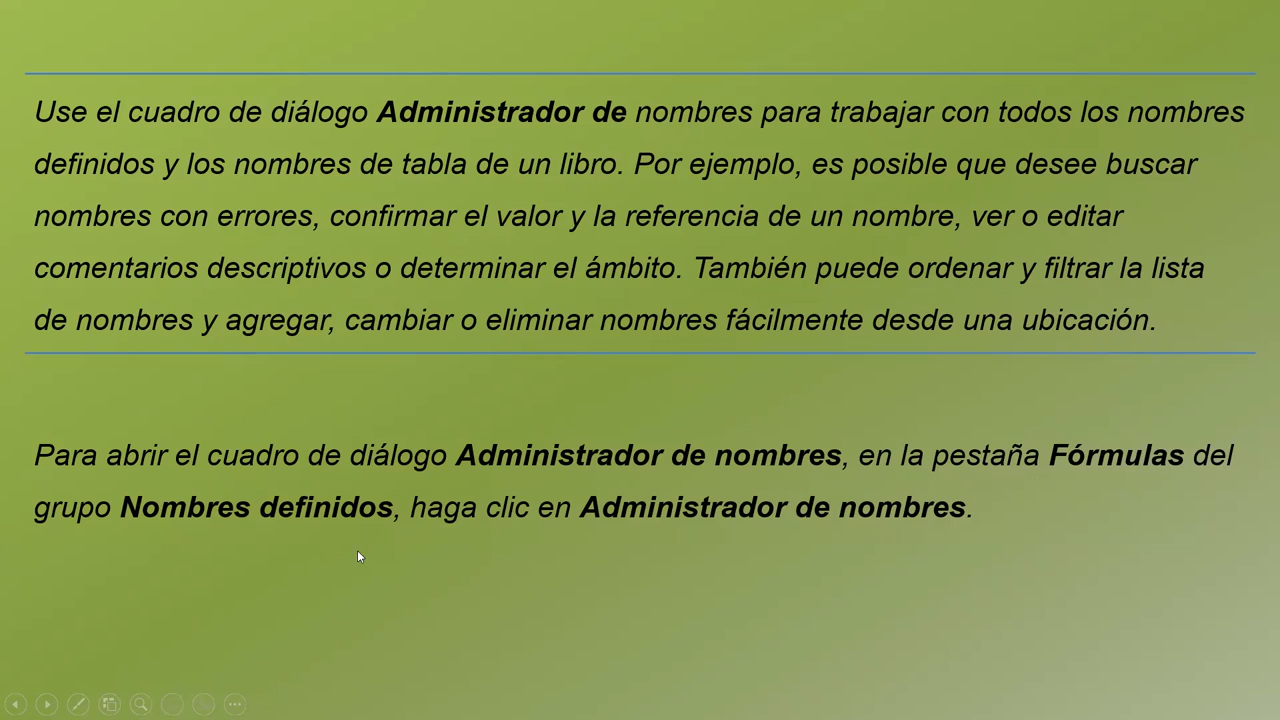 Use el cuadro de diálogo Administrador de nombres para trabajar con todos los nombres
definidos y los nombres de tabla de un libro. Por ejemplo, es posible que desee buscar
nombres con errores, confirmar el valor y la referencia de un nombre, ver o editar
comentarios descriptivos o determinar el ámbito. También puede ordenar y filtrar la lista
de nombres y agregar, cambiar o eliminar nombres fácilmente desde una ubicación.
Para abrir el cuadro de diálogo Administrador de nombres, en la pestaña Fórmulas del
grupo Nombres definidos, haga clic en Administrador de nombres.